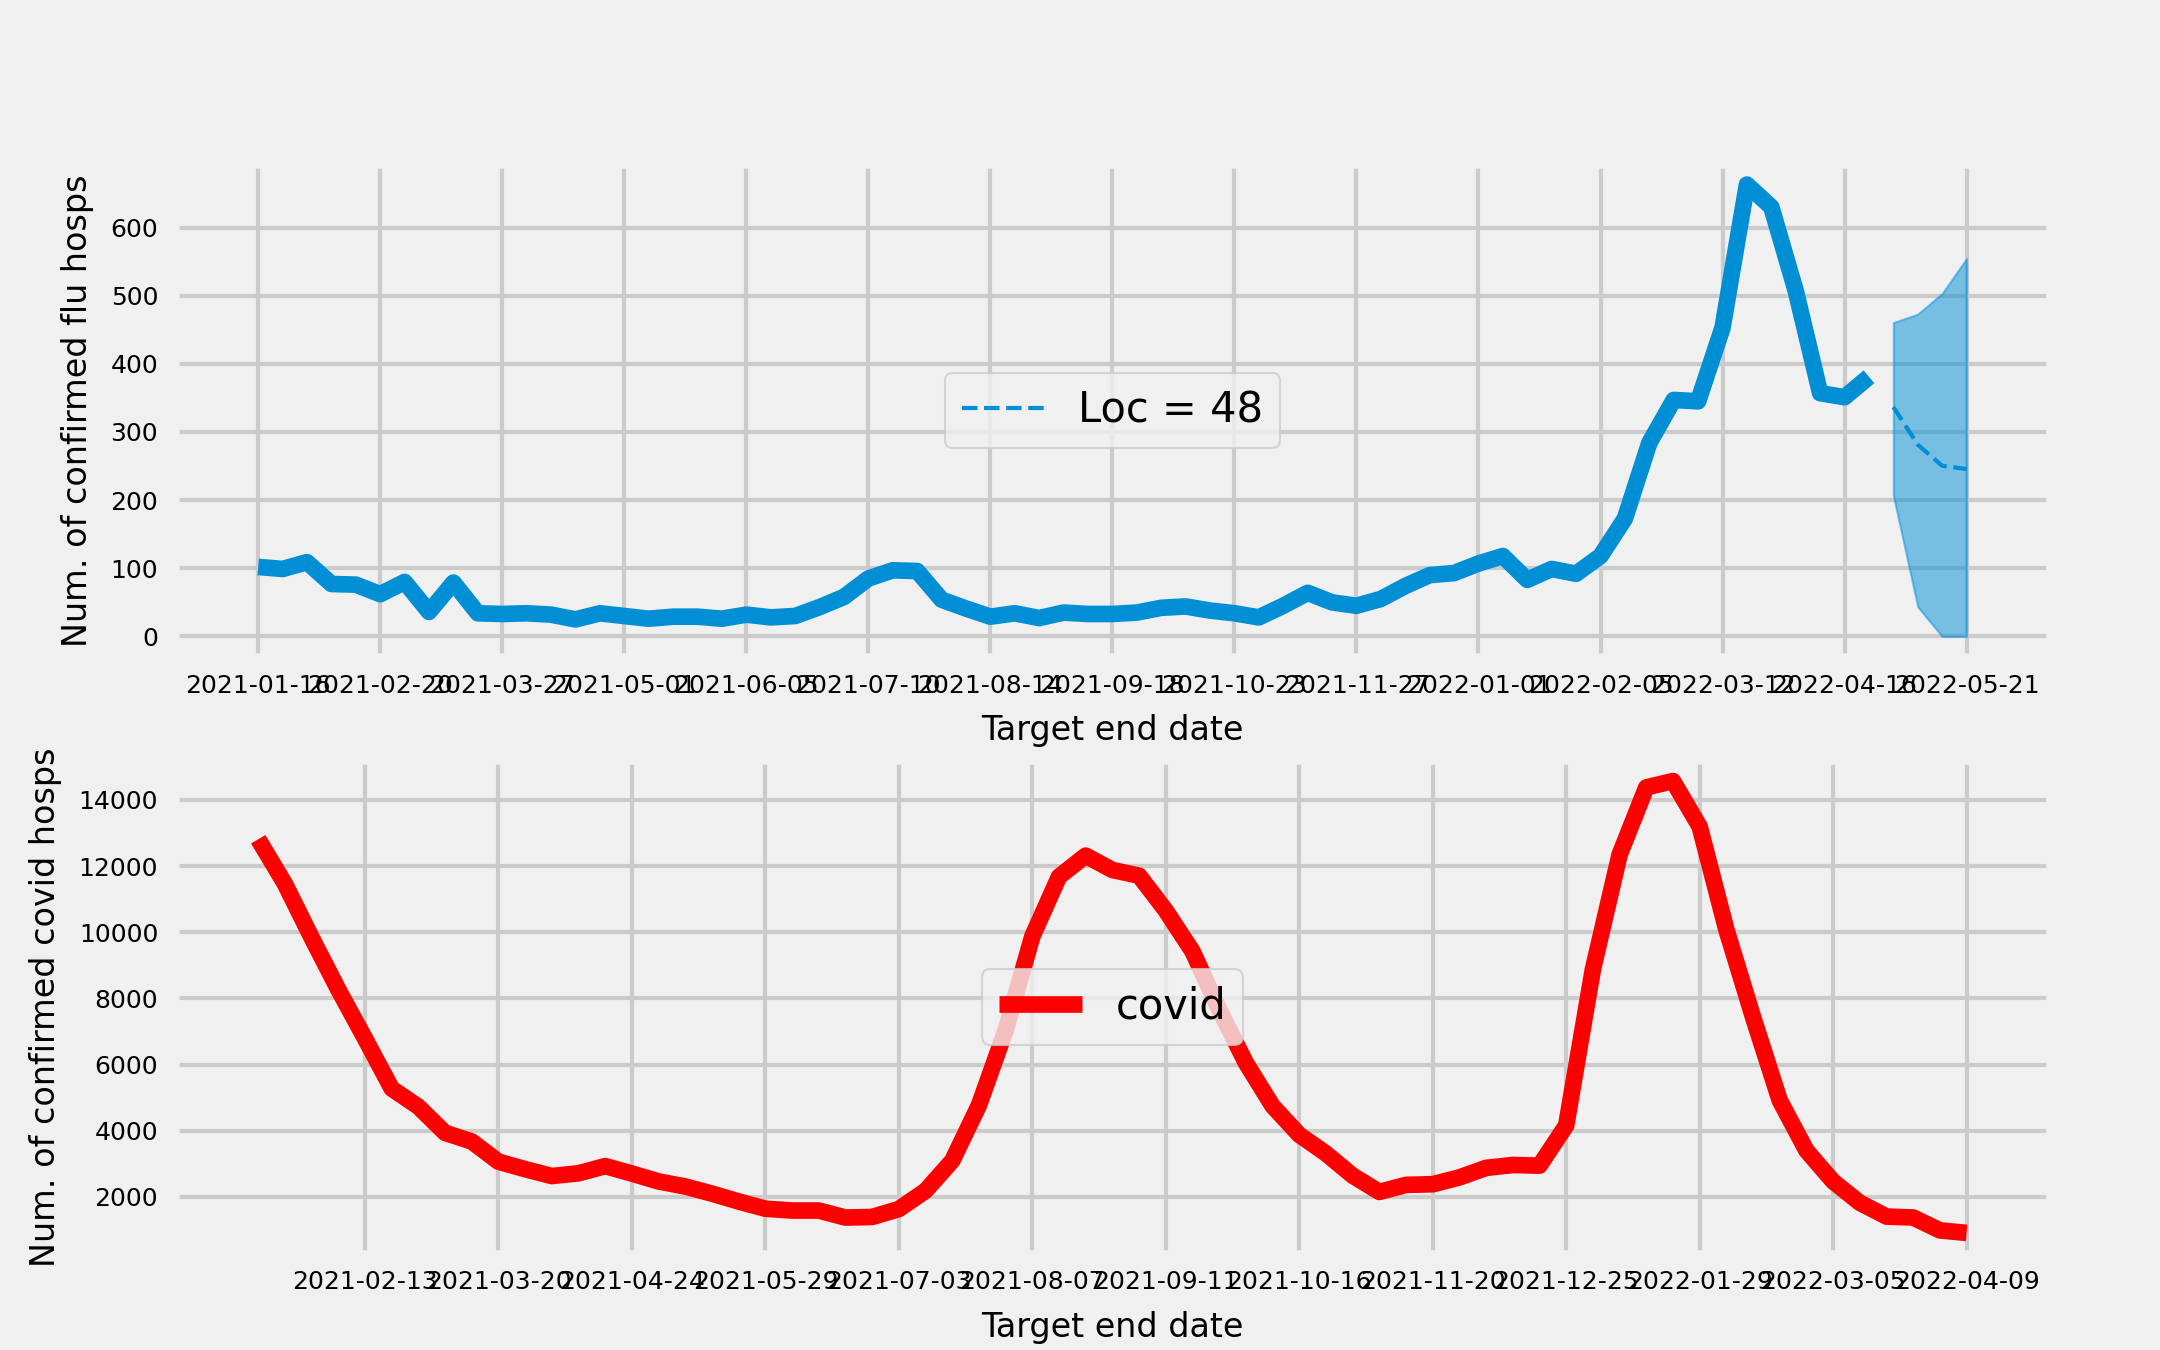 Num. of confirmed flu hosps
600
500
400
300
200
100
0
Loc = 48
2021-01-16 2021-02-20 2021-03-27 2021-05-01 2021-06-05 2021-07-10 2021-08-14 2021-09-18 2021-10-23 2021-11-27 2022-01-01 2022-02-05 2022-03-12 2022-04-16 2022-05-21
Target end date
Num. of confirmed covid hosps
14000
12000
10000
8000
6000
4000
2000
covid
2021-02-13 2021-03-20 2021-04-24 2021-05-29 2021-07-03 2021-08-07 2021-09-11 2021-10-16 2021-11-20 2021-12-25 2022-01-29 2022-03-05 2022-04-09
Target end date